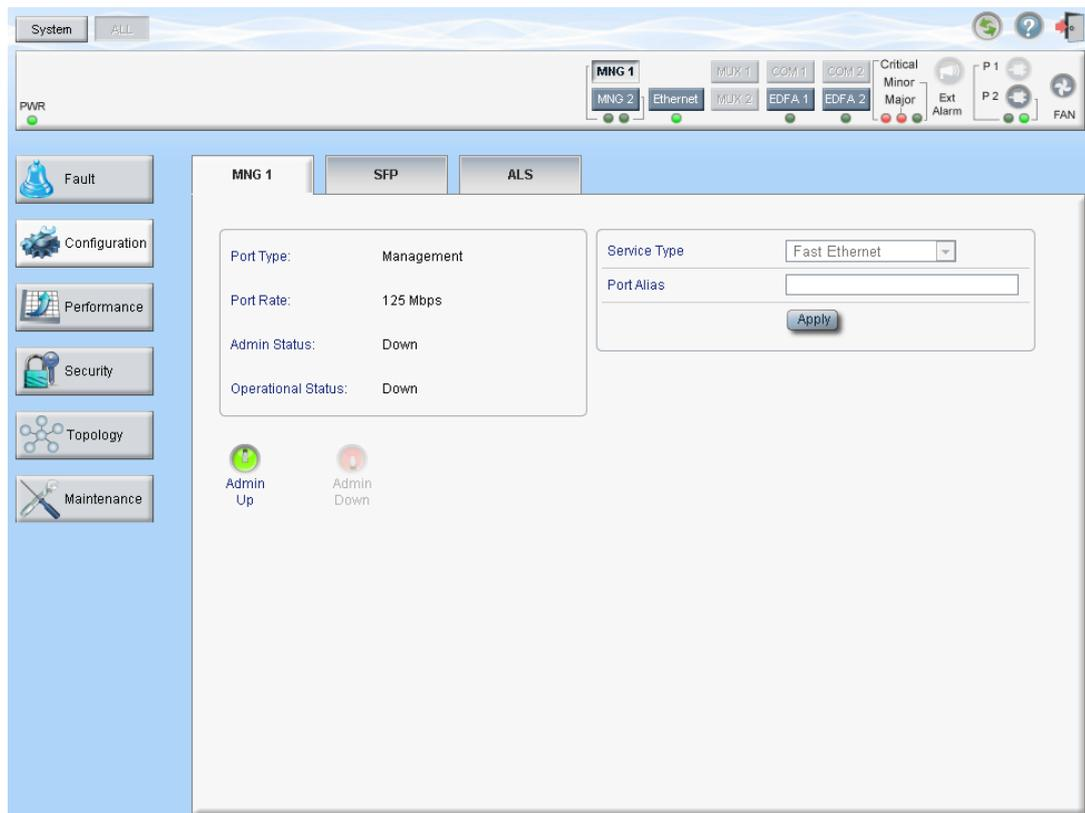 System ALL
MNG 1 MUX 1 COM 1 COM 2 Critical P 1
Minor
MNG 2 Ethernet MUX 2 EDFA 1 EDFA 2 Major Ext P 2
PWR Alarm FAN
MNG 1 SFP ALS
Fault
Configuration
Performance
Security
Topology
Maintenance
Port Type: Management
Port Rate: 125 Mbps
Admin Status: Down
Operational Status: Down
Service Type Fast Ethernet
Port Alias
Apply
Admin Admin
Up Down